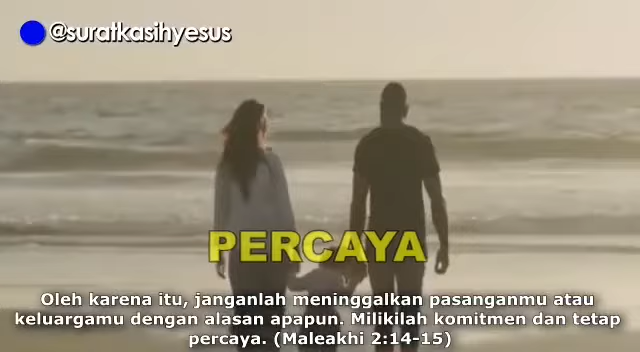 @suratkasihyesus
PERCAYA
Oleh karena itu, janganlah meninggalkan pasanganmu atau
keluargamu dengan alasan apapun. Milikilah komitmen dan tetap
percaya. (Maleakhi 2:14-15)